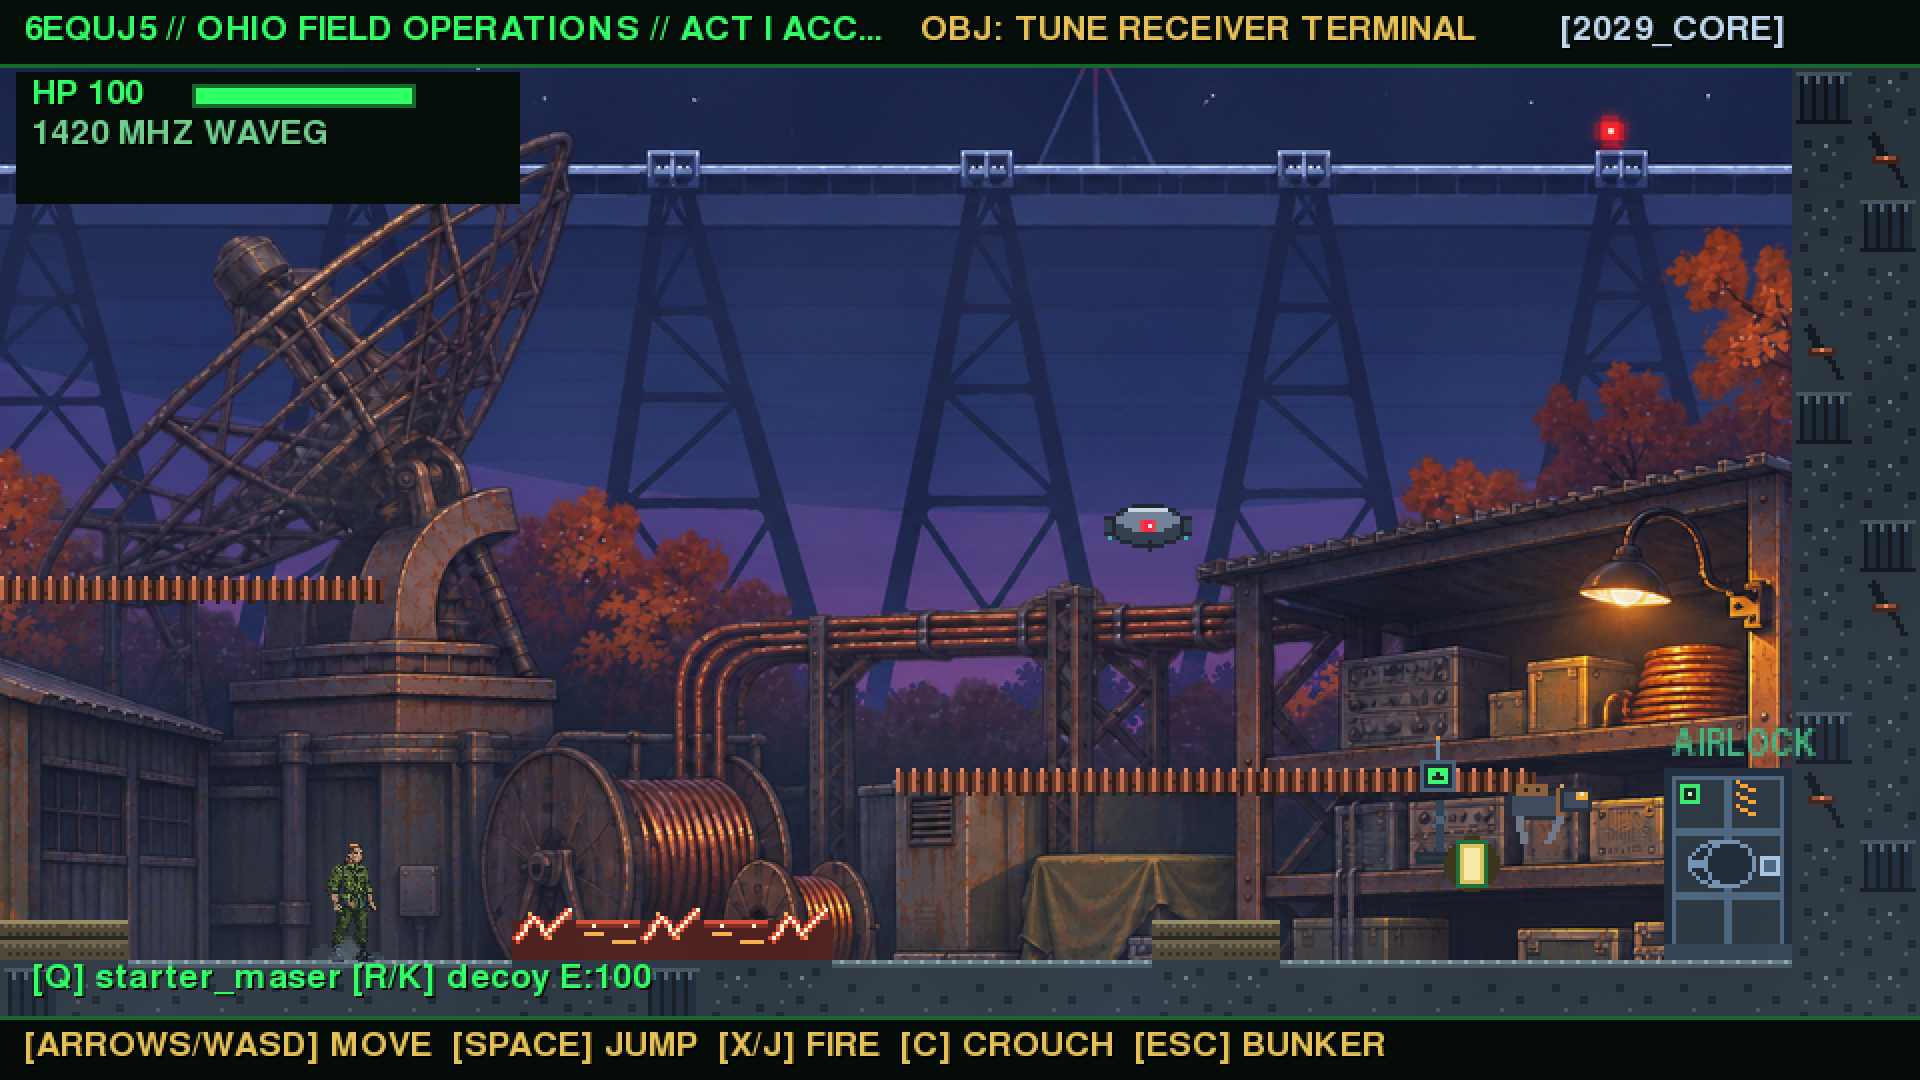 6EQUJ5 // OHIO FIELD OPERATIONS // ACT I ACC... OBJ: TUNE RECEIVER TERMINAL [2029_CORE]
HP 100
1420 MHZ WAVEG
AIRLOCK
[Q] starter_maser [R/K] decoy E:100
[ARROWS/WASD] MOVE [SPACE] JUMP [X/J] FIRE [C] CROUCH [ESC] BUNKER